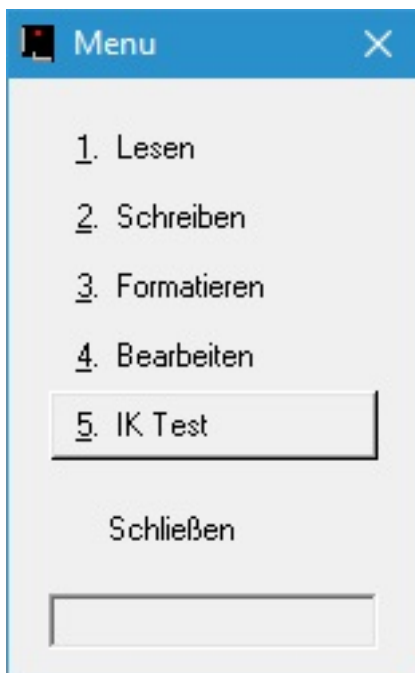 Menu
1. Lesen
2. Schreiben
3. Formatieren
4. Bearbeiten
5. IK Test
Schließen